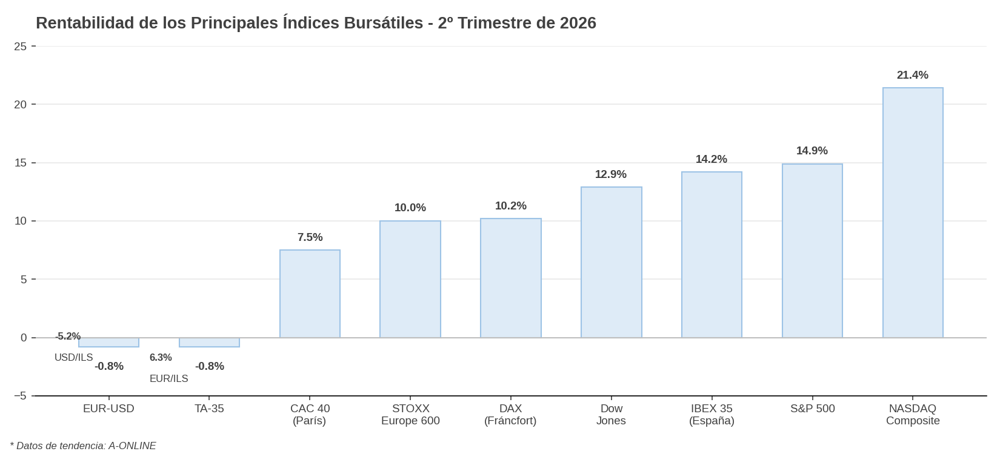 Rentabilidad de los Principales Índices Bursátiles - 2º Trimestre de 2026
25
20
15
10
5
0
−5
-5.2%
USD/ILS
-0.8%
6.3%
EUR/ILS
-0.8%
7.5%
10.0%
10.2%
12.9%
14.2%
14.9%
21.4%
EUR-USD
TA-35
CAC 40
(París)
STOXX
Europe 600
DAX
(Fráncfort)
Dow
Jones
IBEX 35
(España)
S&P 500
NASDAQ
Composite
* Datos de tendencia: A-ONLINE